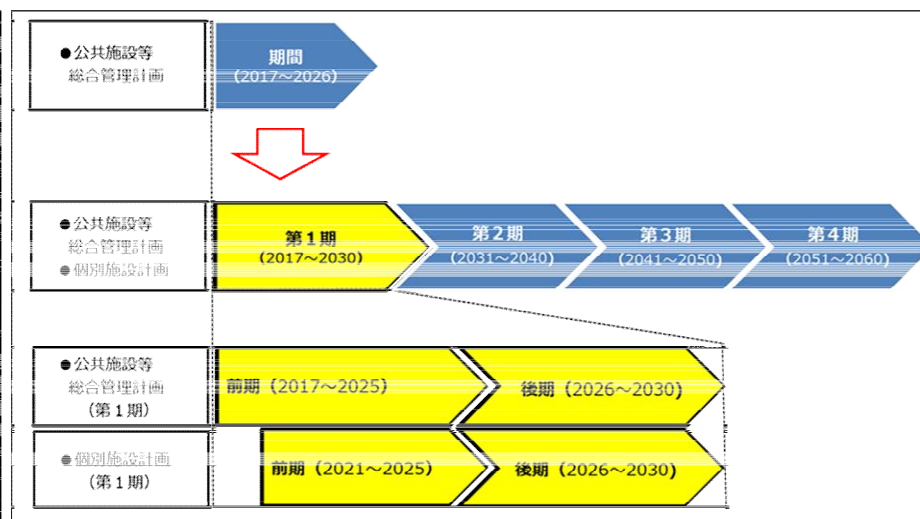 ●公共施設等
総合管理計画
期間
(2017～2026)
●公共施設等
総合管理計画
●個別施設計画
第１期
(2017～2030)
第２期
(2031～2040)
第３期
(2041～2050)
第４期
(2051～2060)
●公共施設等
総合管理計画
(第１期)
前期（2017～2025）
後期（2026～2030）
●個別施設計画
(第１期)
前期（2021～2025）
後期（2026～2030）